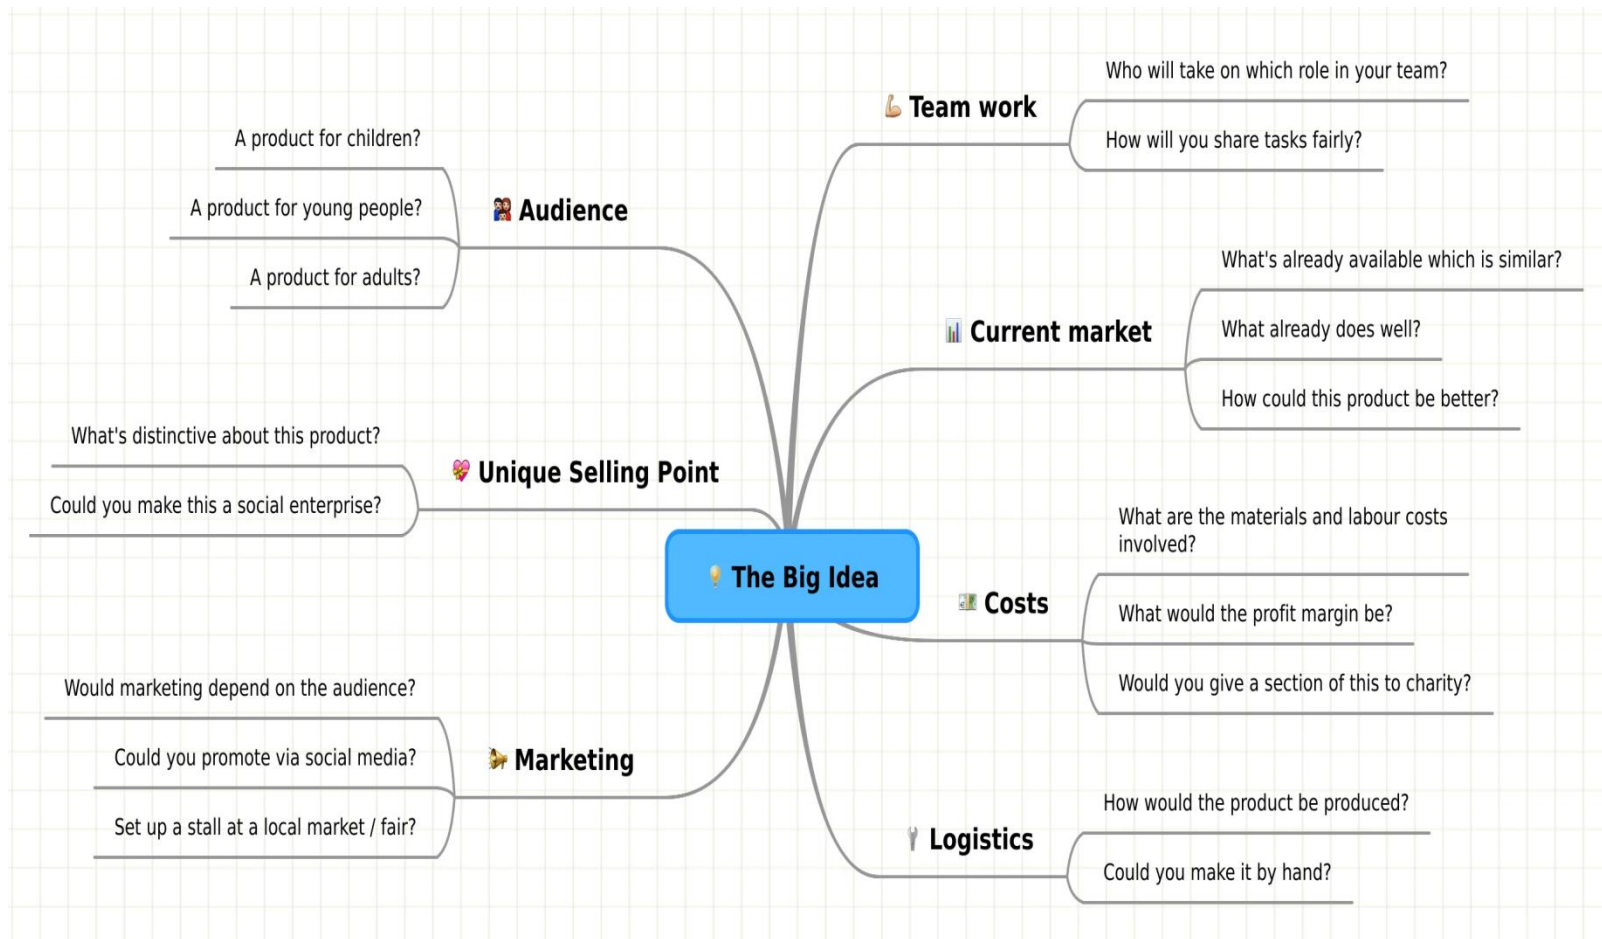 The Big Idea
Team work
Who will take on which role in your team?
How will you share tasks fairly?
Current market
What's already available which is similar?
What already does well?
How could this product be better?
Costs
What are the materials and labour costs
involved?
What would the profit margin be?
Would you give a section of this to charity?
Logistics
How would the product be produced?
Could you make it by hand?
Audience
A product for children?
A product for young people?
A product for adults?
Unique Selling Point
What's distinctive about this product?
Could you make this a social enterprise?
Marketing
Would marketing depend on the audience?
Could you promote via social media?
Set up a stall at a local market / fair?